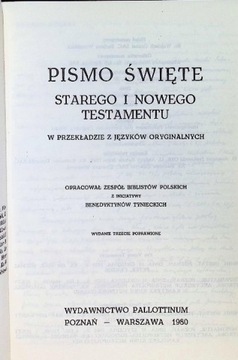 PISMO ŚWIĘTE
STAREGO I NOWEGO
TESTAMENTU
W PRZEKŁADZIE Z JĘZYKÓW ORYGINALNYCH
OPRACOWAŁ ZESPÓŁ BIBLISTÓW POLSKICH
Z INICJATYWY
BENEDYKTYNÓW TYNIECKICH
WYDANIE TRZECIE POPRAWIONE
WYDAWNICTWO PALLOTTINUM
POZNAŃ – WARSZAWA 1980